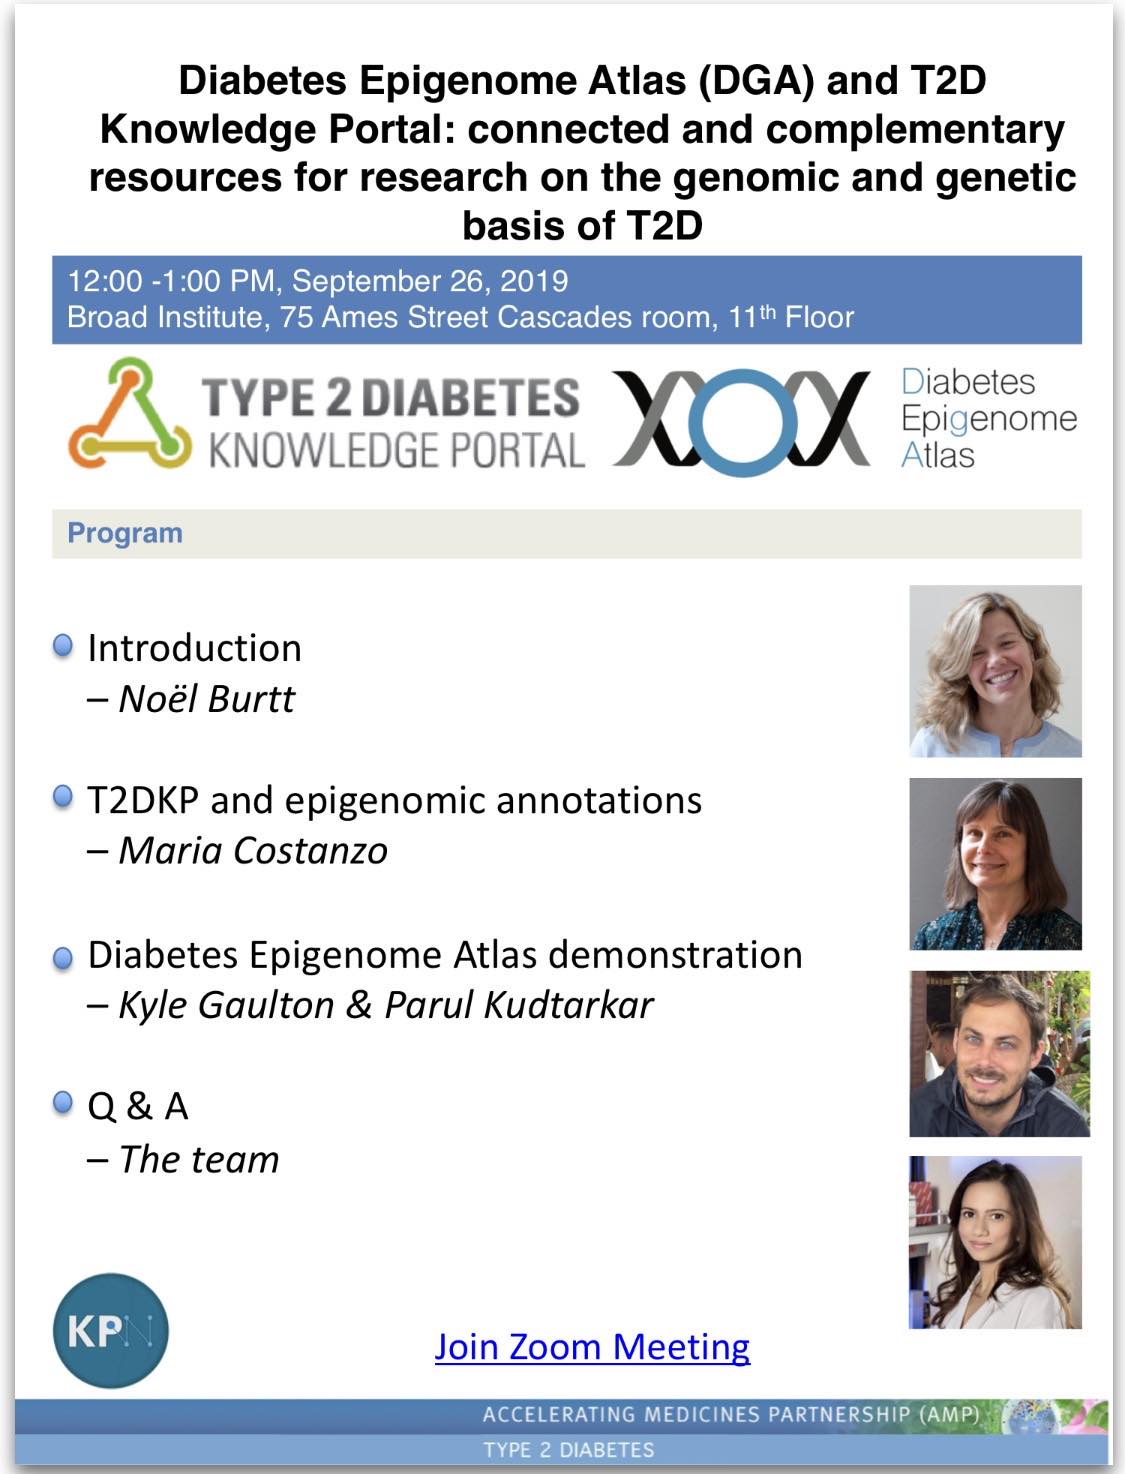 Diabetes Epigenome Atlas (DGA) and T2D
Knowledge Portal: connected and complementary
resources for research on the genomic and genetic
basis of T2D
12:00 -1:00 PM, September 26, 2019
Broad Institute, 75 Ames Street Cascades room, 11th Floor
TYPE 2 DIABETES
KNOWLEDGE PORTAL
Diabetes
Epigenome
Atlas
Program
Introduction
– Noël Burtt
T2DKP and epigenomic annotations
– Maria Costanzo
Diabetes Epigenome Atlas demonstration
– Kyle Gaulton & Parul Kudtarkar
Q & A
– The team
KPN
Join Zoom Meeting
ACCELERATING MEDICINES PARTNERSHIP (AMP)
TYPE 2 DIABETES